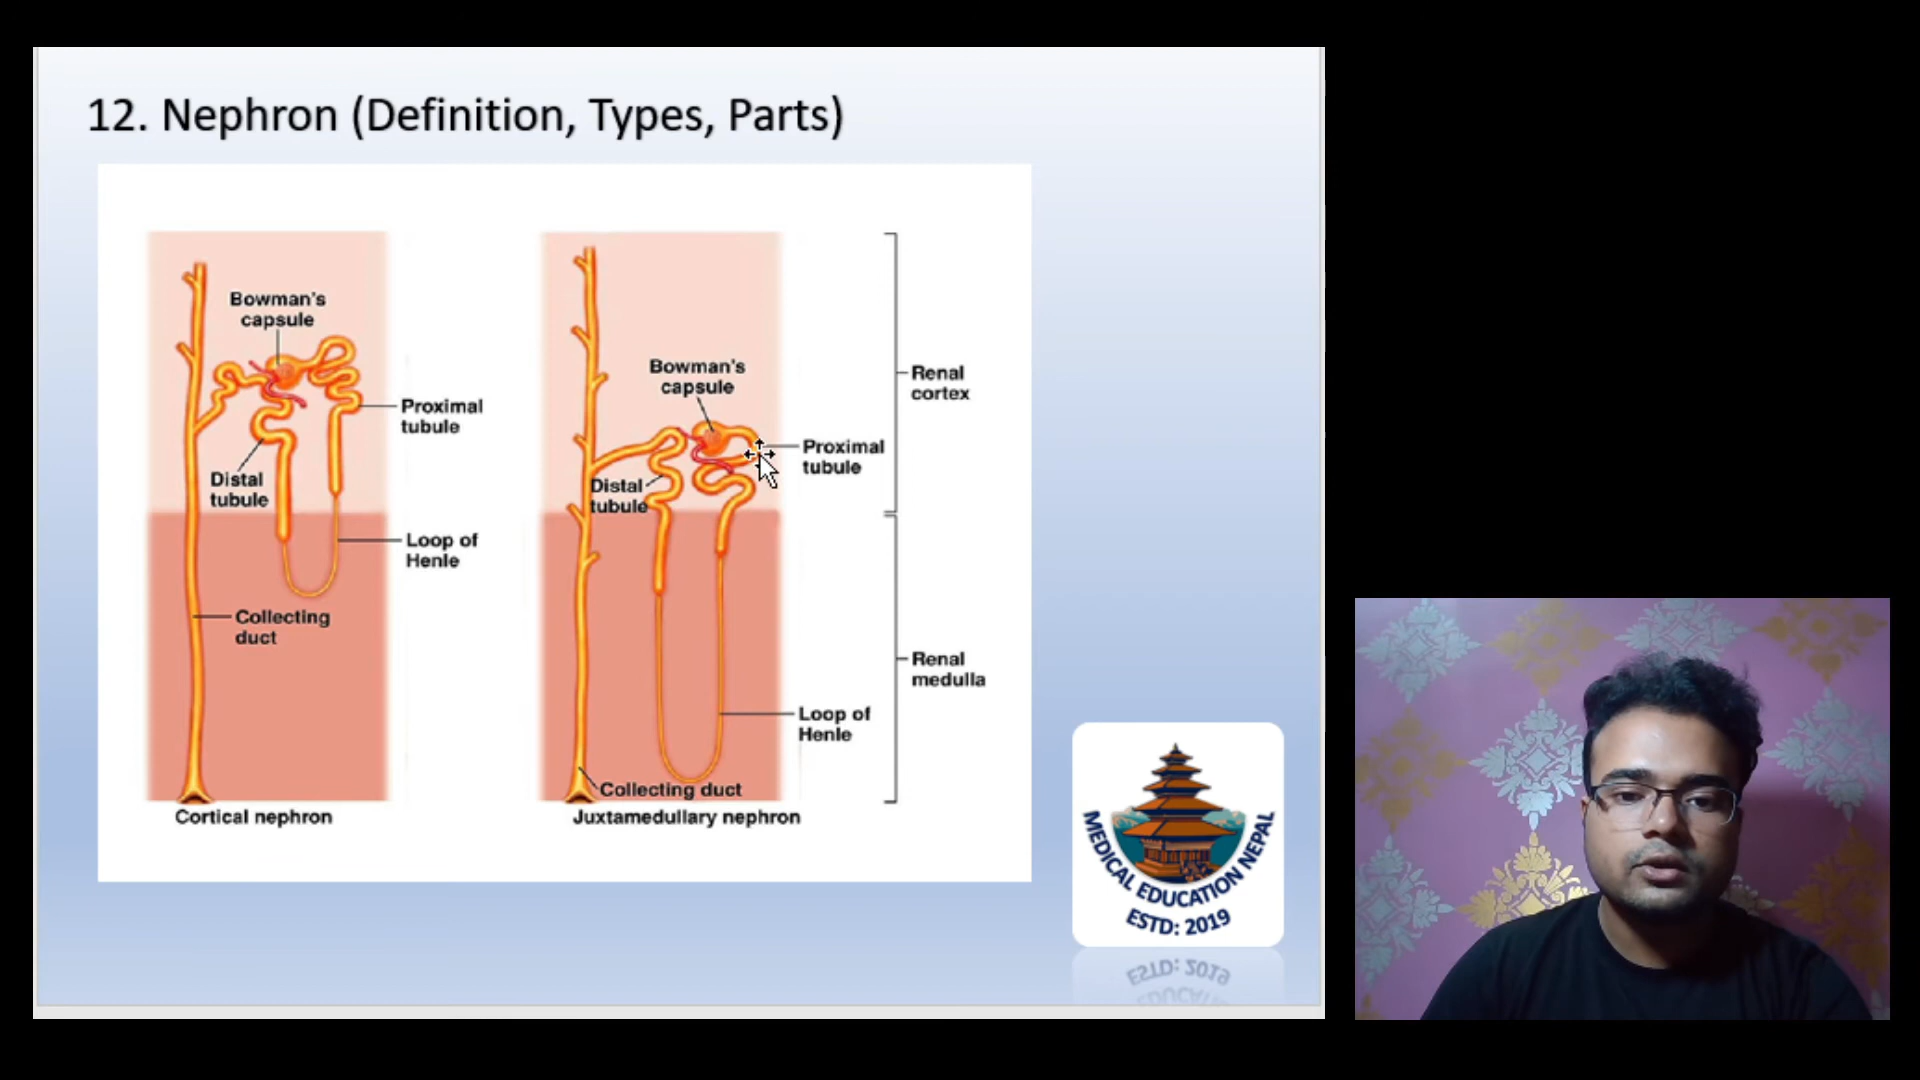 12. Nephron (Definition, Types, Parts)
Bowman's
capsule
Proximal
tubule
Distal
tubule
Loop of
Henle
Collecting
duct
Cortical nephron
Bowman's
capsule
Proximal
tubule
Distal
tubule
Loop of
Henle
Collecting duct
Juxtamedullary nephron
Renal
cortex
Renal
medulla
MEDICAL EDUCATION NEPAL
ESTD: 2019